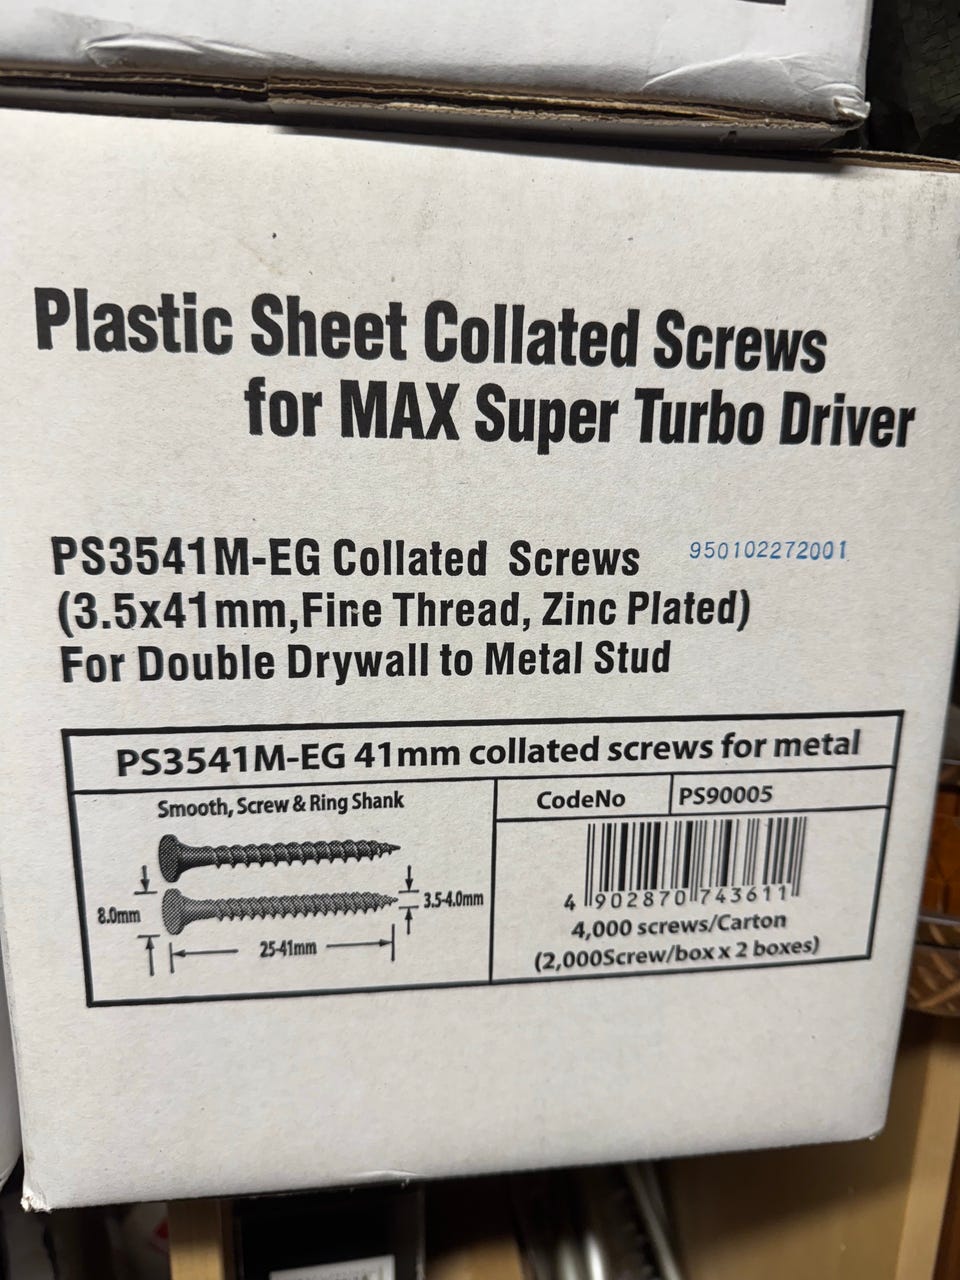 Plastic Sheet Collated Screws
for MAX Super Turbo Driver
PS3541M-EG Collated Screws 950102272001
(3.5x41mm,Fine Thread, Zinc Plated)
For Double Drywall to Metal Stud
PS3541M-EG 41mm collated screws for metal
Smooth, Screw & Ring Shank
8.0mm
3.5-4.0mm
25-41mm
CodeNo PS90005
4 902870 743611
4,000 screws/Carton
(2,000Screw/box x 2 boxes)